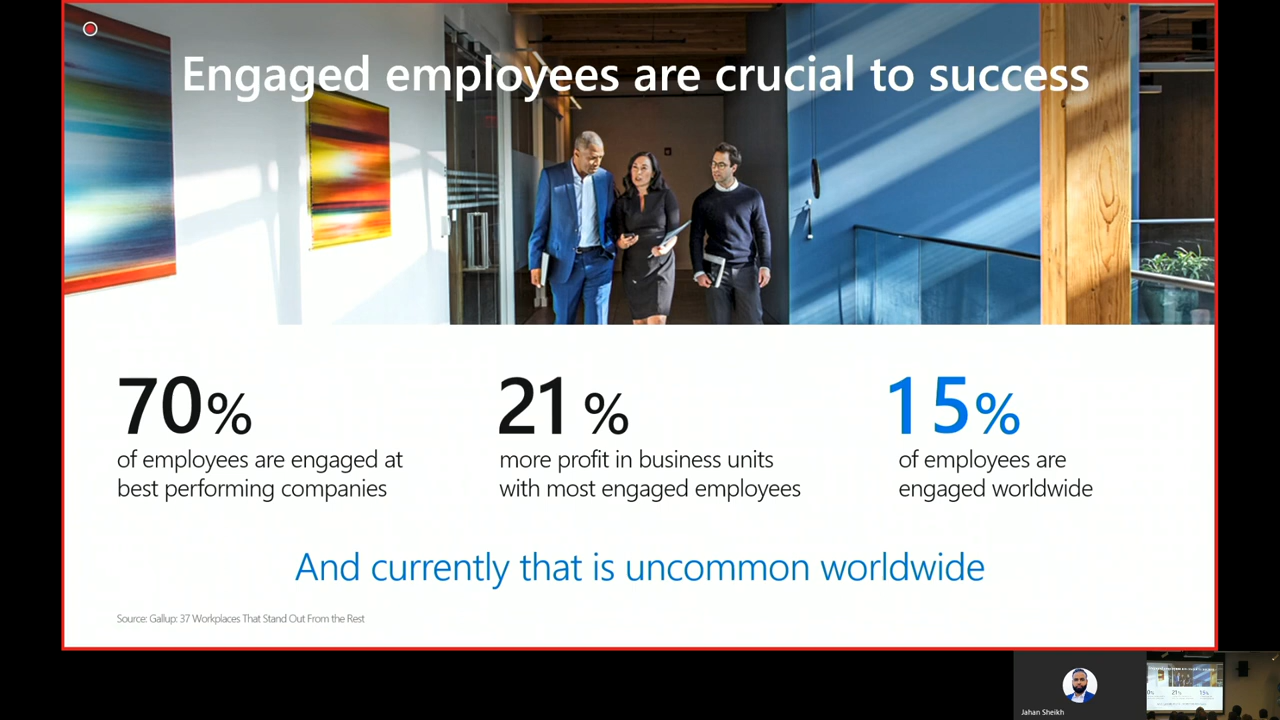 Engaged employees are crucial to success
70%
of employees are engaged at
best performing companies
21 %
more profit in business units
with most engaged employees
15%
of employees are
engaged worldwide
And currently that is uncommon worldwide
Source: Gallup: 37 Workplaces That Stand Out From the Rest
Jahan Sheikh
21%
15%